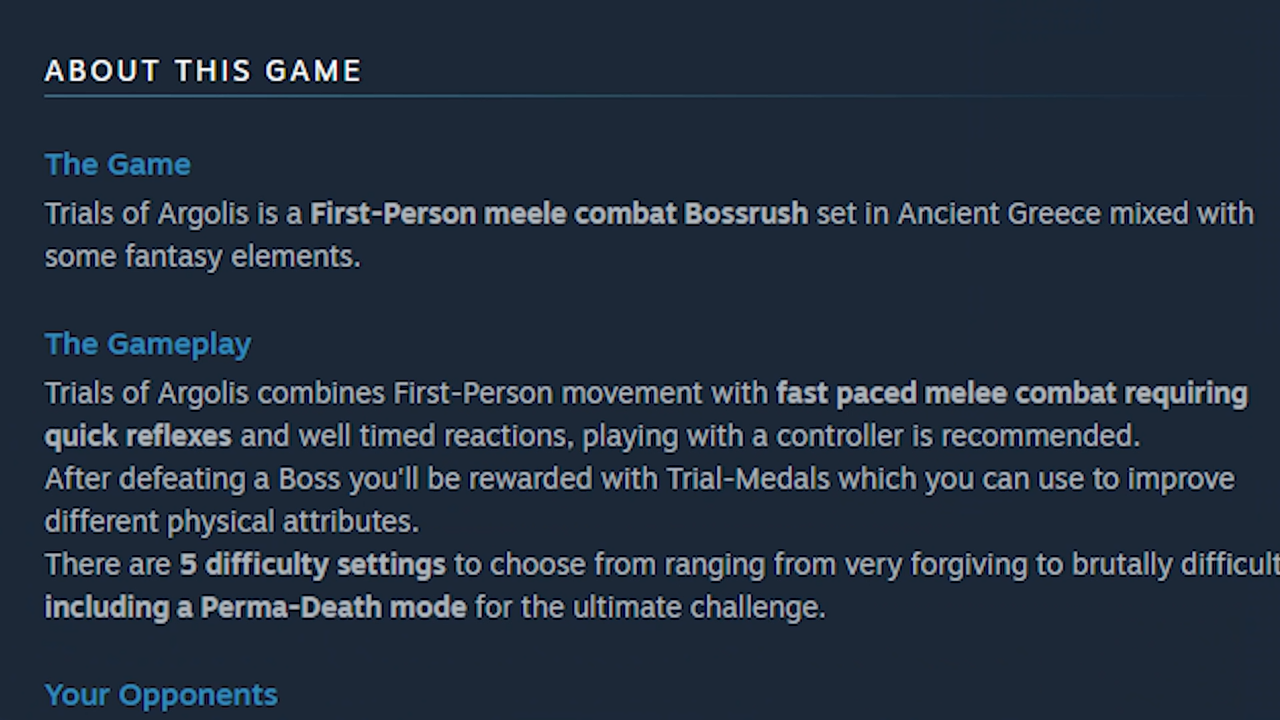 ABOUT THIS GAME
The Game
Trials of Argolis is a First-Person meele combat Bossrush set in Ancient Greece mixed with
some fantasy elements.
The Gameplay
Trials of Argolis combines First-Person movement with fast paced melee combat requiring
quick reflexes and well timed reactions, playing with a controller is recommended.
After defeating a Boss you'll be rewarded with Trial-Medals which you can use to improve
different physical attributes.
There are 5 difficulty settings to choose from ranging from very forgiving to brutally difficult
including a Perma-Death mode for the ultimate challenge.
Your Opponents